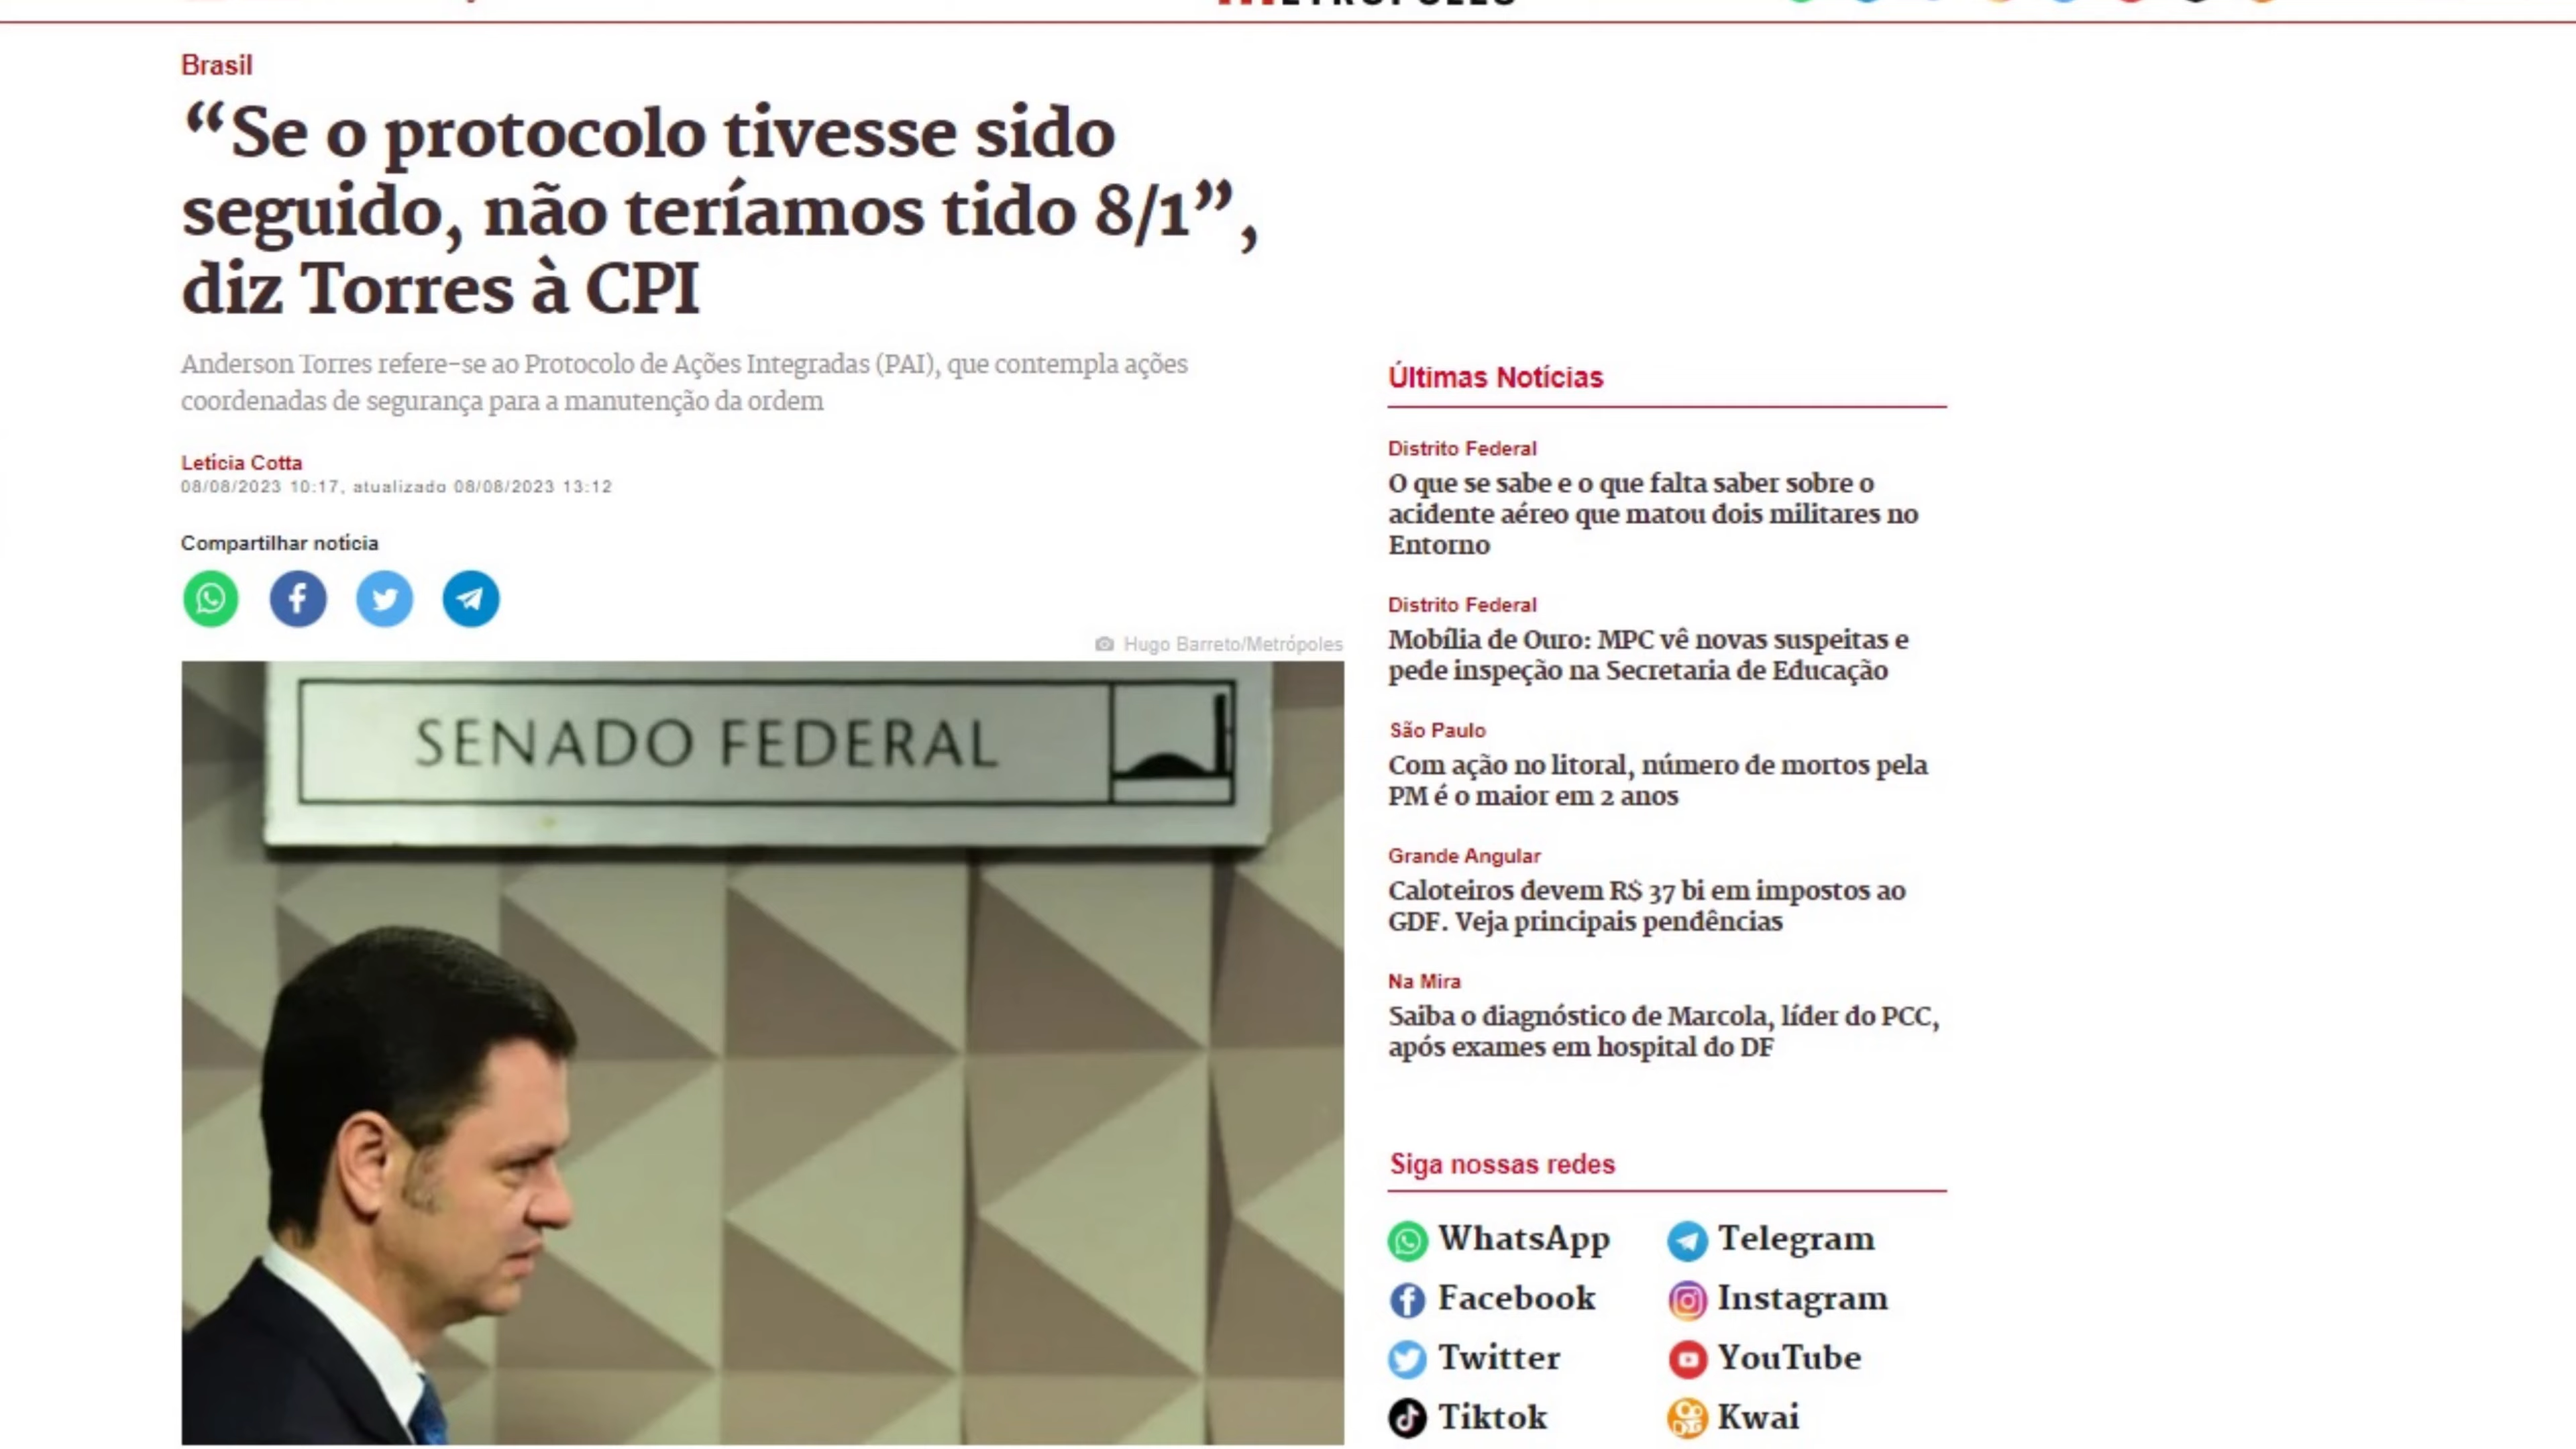 Brasil
“Se o protocolo tivesse sido
seguido, não teríamos tido 8/1”,
diz Torres à CPI
Anderson Torres refere-se ao Protocolo de Ações Integradas (PAI), que contempla ações
coordenadas de segurança para a manutenção da ordem
Letícia Cotta
08/08/2023 10:17, atualizado 08/08/2023 13:12
Compartilhar notícia
Hugo Barreto/Metrópoles
SENADO FEDERAL
Últimas Notícias
Distrito Federal
O que se sabe e o que falta saber sobre o
acidente aéreo que matou dois militares no
Entorno
Distrito Federal
Mobília de Ouro: MPC vê novas suspeitas e
pede inspeção na Secretaria de Educação
São Paulo
Com ação no litoral, número de mortos pela
PM é o maior em 2 anos
Grande Angular
Caloteiros devem R$ 37 bi em impostos ao
GDF. Veja principais pendências
Na Mira
Saiba o diagnóstico de Marcola, líder do PCC,
após exames em hospital do DF
Siga nossas redes
WhatsApp
Telegram
Facebook
Instagram
Twitter
YouTube
Tiktok
Kwai